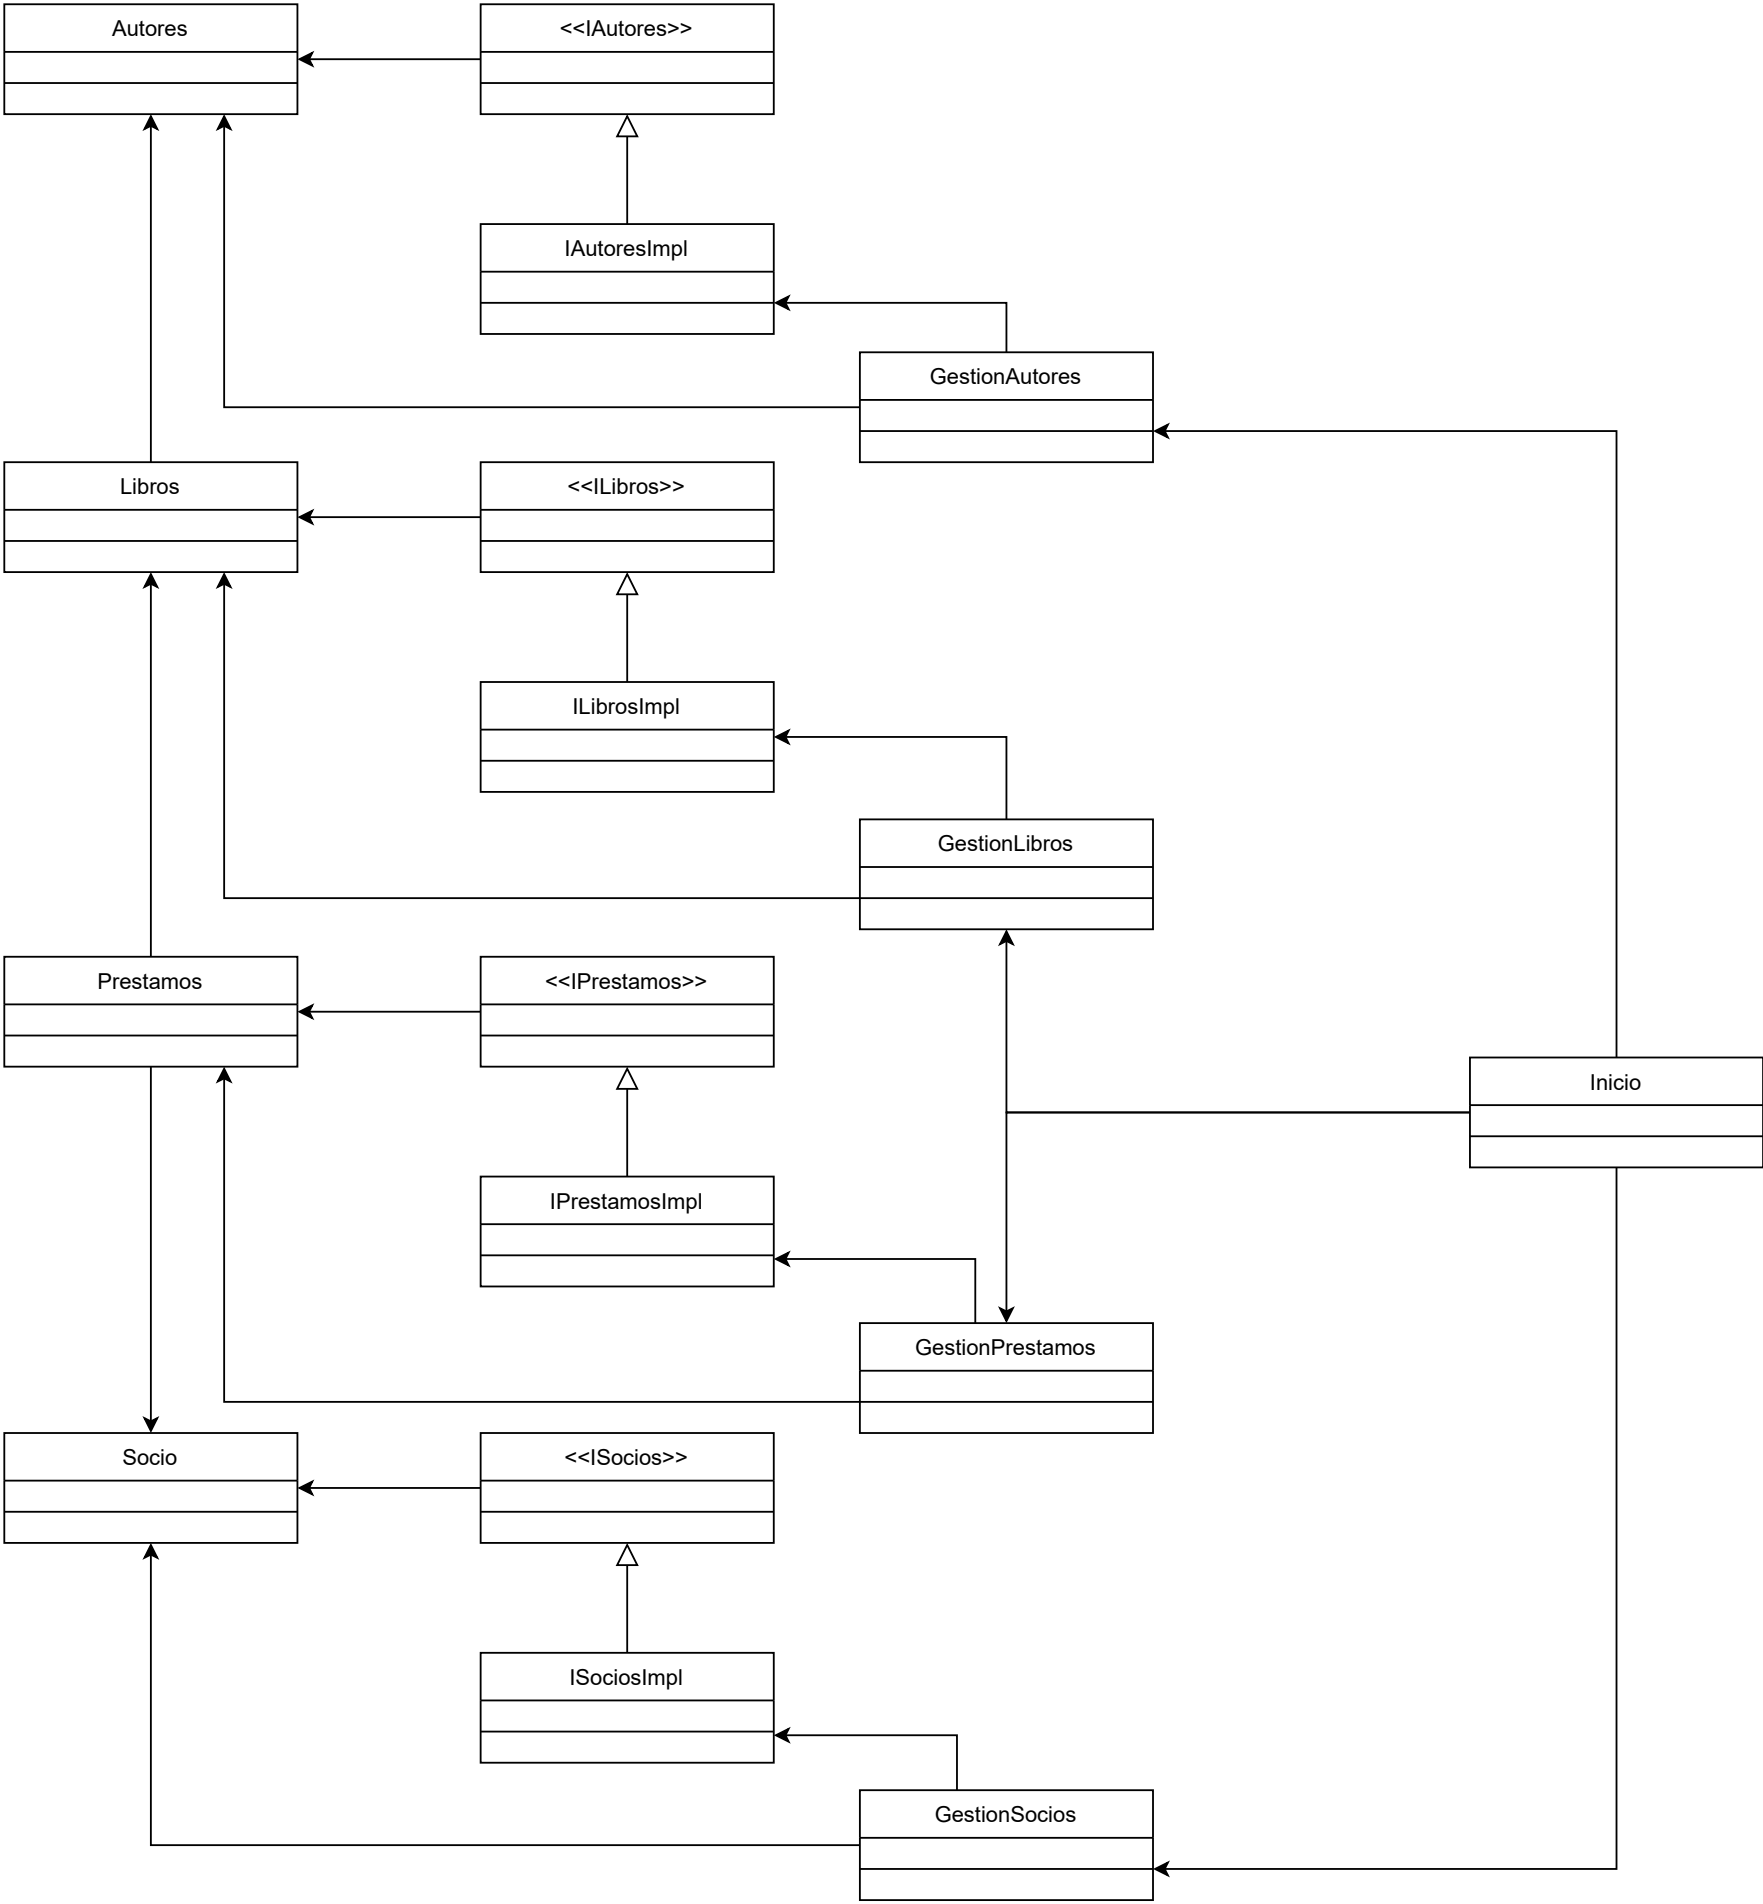 Autores
<<IAutores>>
IAutoresImpl
GestionAutores
Libros
<<ILibros>>
ILibrosImpl
GestionLibros
Prestamos
<<IPrestamos>>
Inicio
IPrestamosImpl
GestionPrestamos
Socio
<<ISocios>>
ISociosImpl
GestionSocios